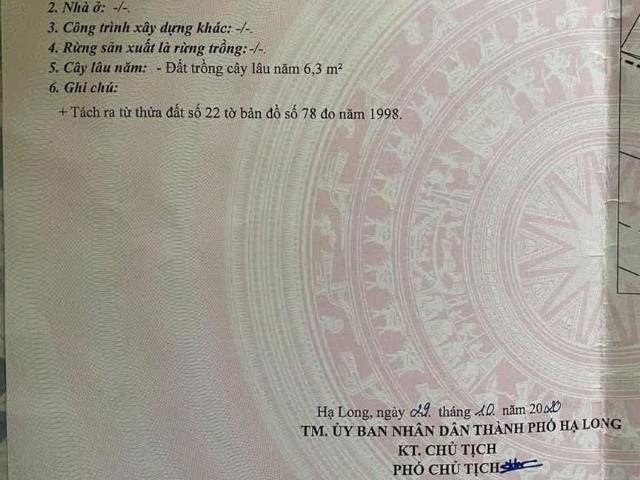 2. Nhà ở: -/-.
3. Công trình xây dựng khác: -/-.
4. Rừng sản xuất là rừng trồng: -/-.
5. Cây lâu năm: - Đất trồng cây lâu năm 6,3 m²
6. Ghi chú:
+ Tách ra từ thửa đất số 22 tờ bản đồ số 78 đo năm 1998.
Hạ Long, ngày 29 tháng 10 năm 2020
TM. ỦY BAN NHÂN DÂN THÀNH PHỐ HẠ LONG
KT. CHỦ TỊCH
PHÓ CHỦ TỊCH